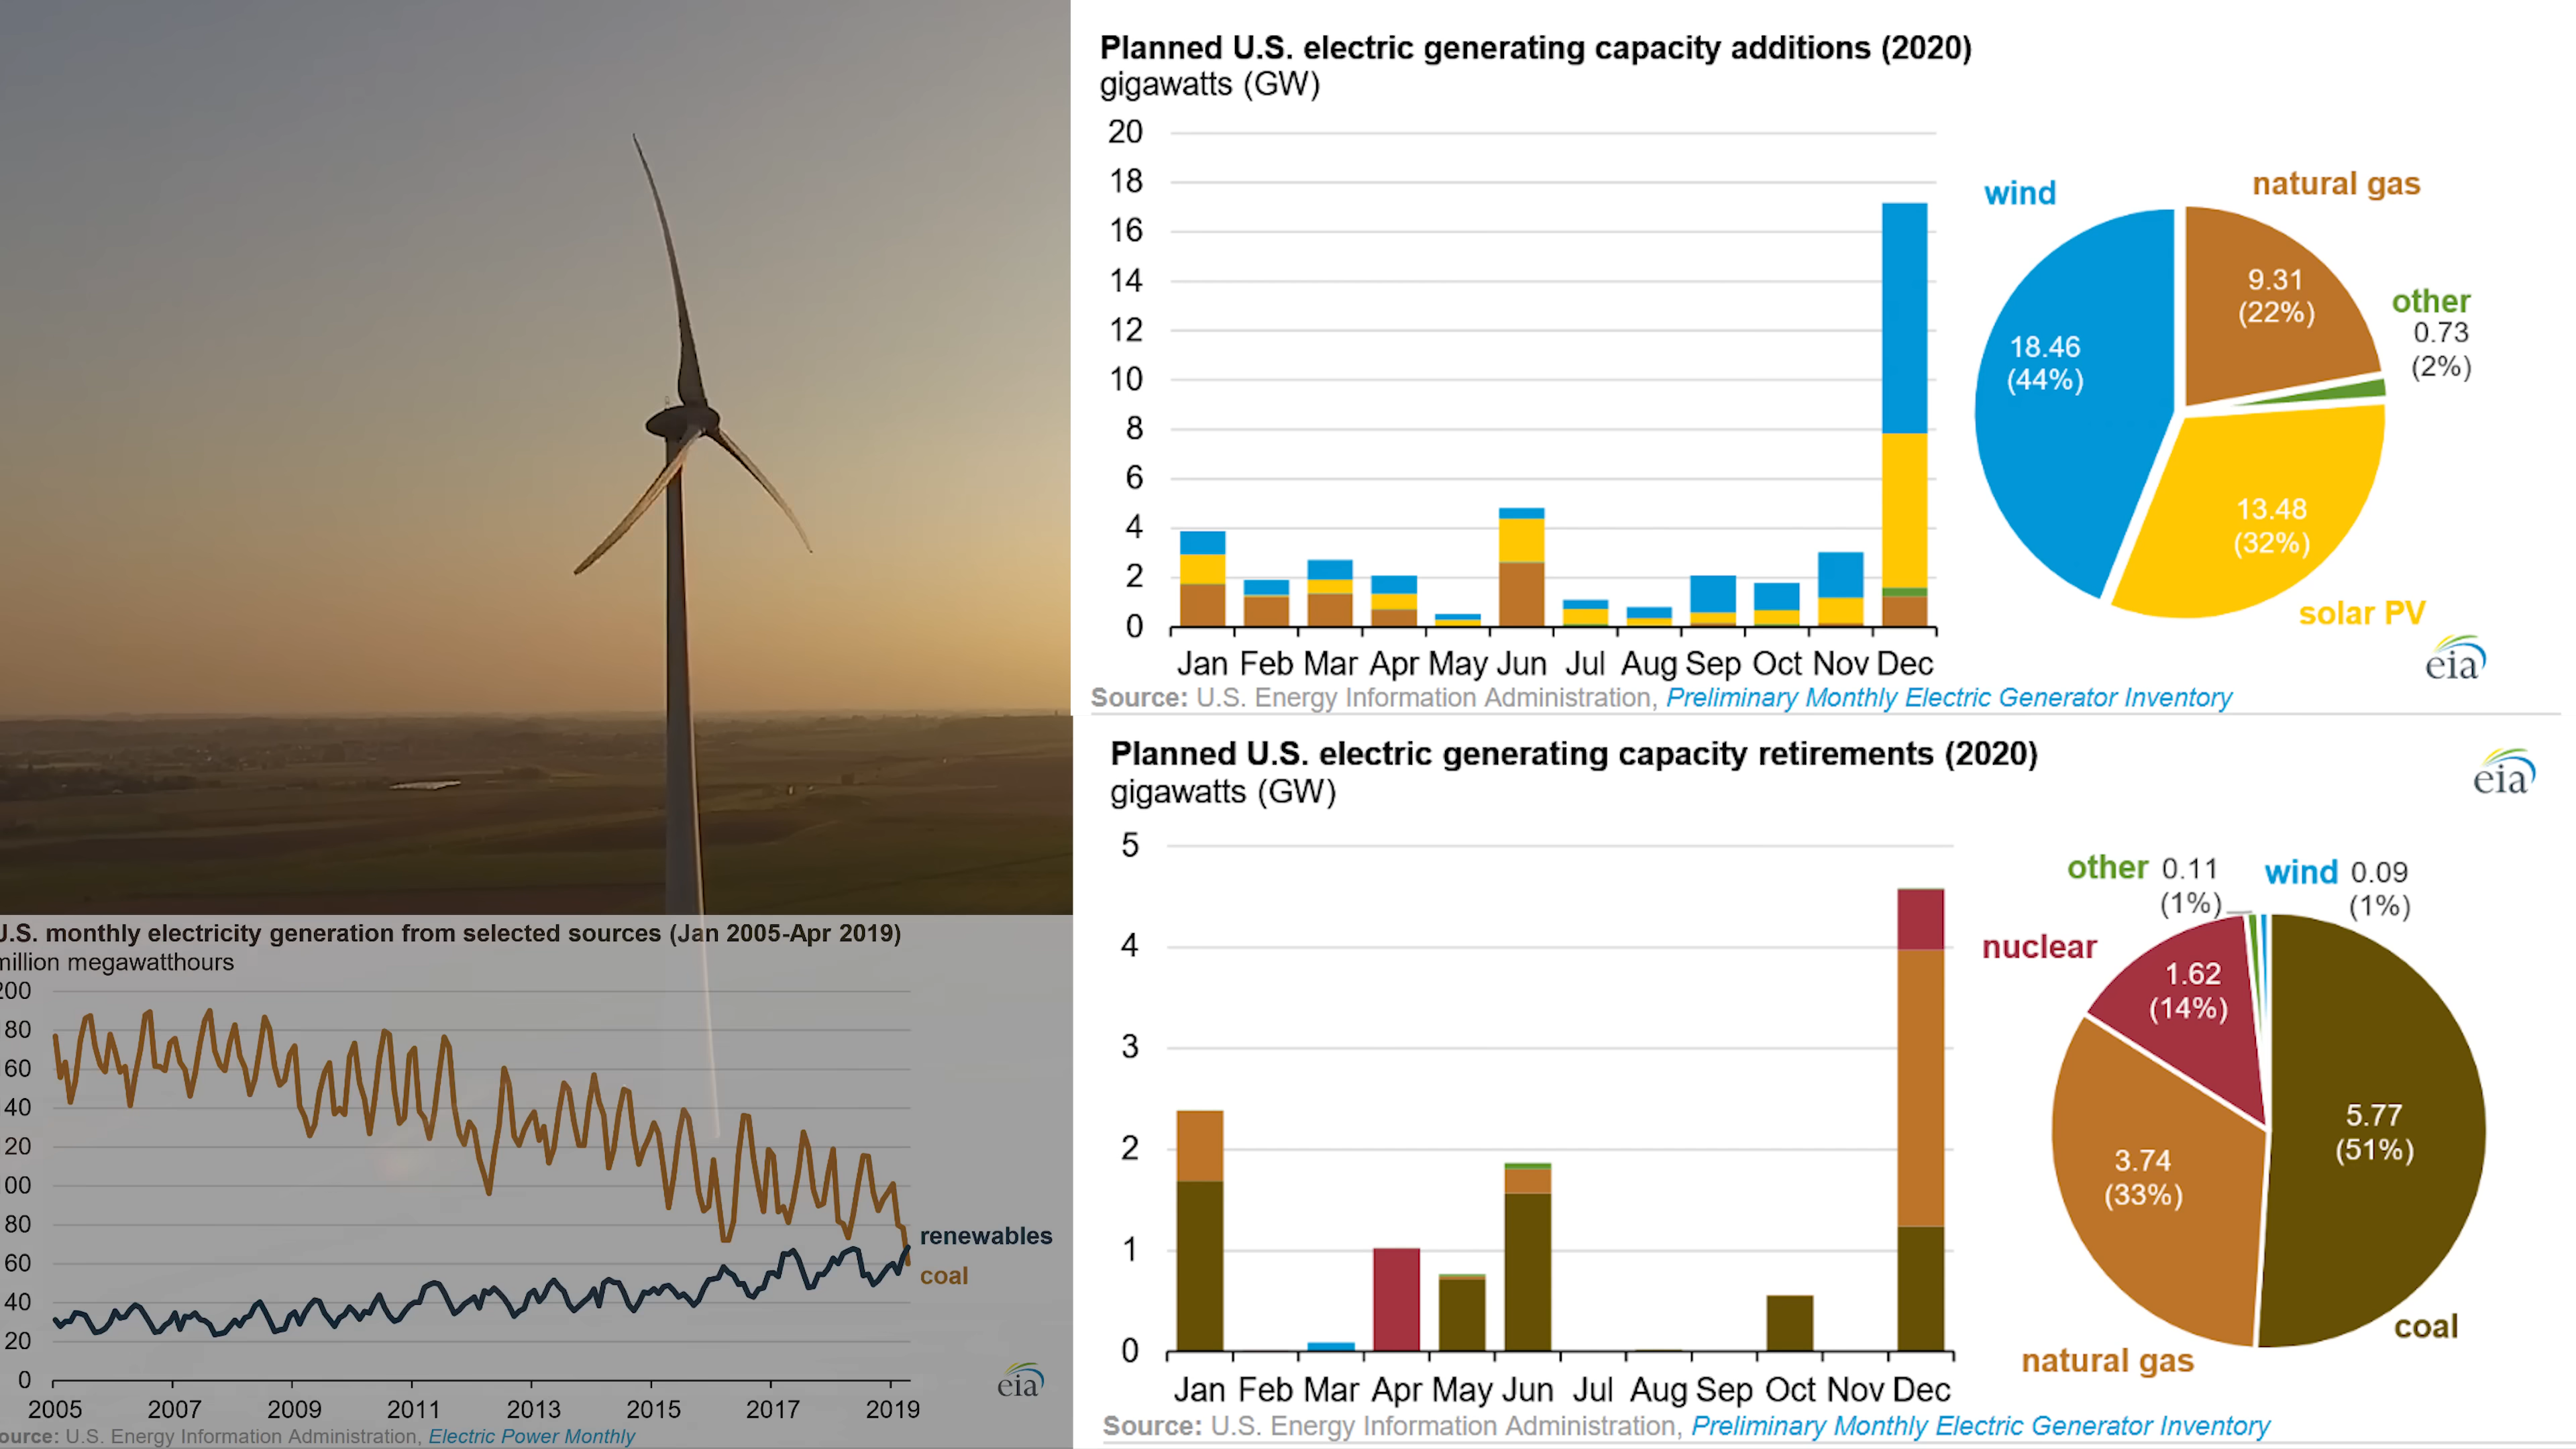 Planned U.S. electric generating capacity additions (2020)
gigawatts (GW)
20
18
16
14
12
10
8
6
4
2
0
Jan Feb Mar Apr May Jun Jul Aug Sep Oct Nov Dec
wind
18.46
(44%)
natural gas
9.31
(22%)
other
0.73
(2%)
13.48
(32%)
solar PV
eia
Source: U.S. Energy Information Administration, Preliminary Monthly Electric Generator Inventory
Planned U.S. electric generating capacity retirements (2020)
gigawatts (GW)
eia
5
4
3
2
1
0
Jan Feb Mar Apr May Jun Jul Aug Sep Oct Nov Dec
other 0.11
(1%)
wind 0.09
(1%)
nuclear
1.62
(14%)
5.77
(51%)
3.74
(33%)
coal
natural gas
Source: U.S. Energy Information Administration, Preliminary Monthly Electric Generator Inventory
U.S. monthly electricity generation from selected sources (Jan 2005-Apr 2019)
million megawatthours
200
80
60
40
20
00
80
60
40
20
0
renewables
coal
eia
2005 2007 2009 2011 2013 2015 2017 2019
ource: U.S. Energy Information Administration, Electric Power Monthly